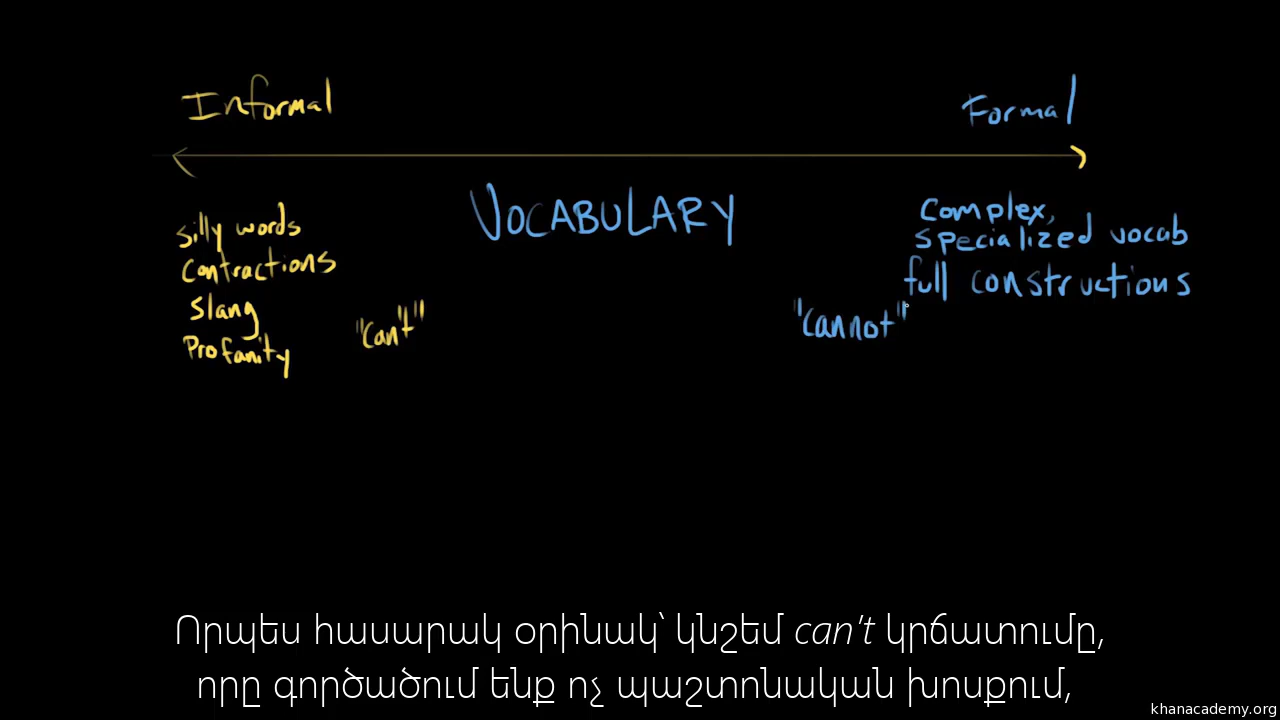 Informal
Formal
VOCABULARY
silly words
contractions
slang
Profanity
"can't"
complex,
specialized vocab
full constructions
"cannot"
Որպես հասարակ օրինակ՝ կնշեմ can't կրճատումը,
որը գործածում ենք ոչ պաշտոնական խոսքում,
khanacademy.org